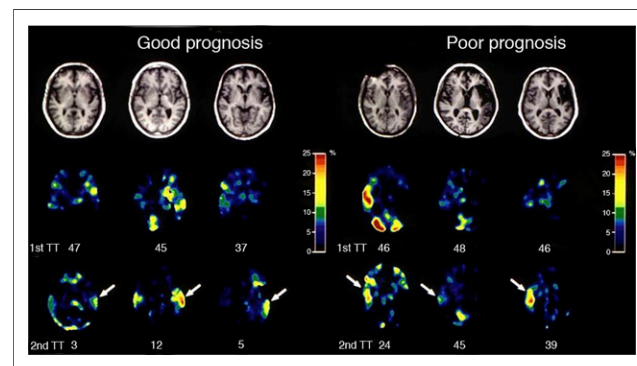 Good prognosis Poor prognosis
25 % 25 %
20 20
15 15
10 10
5 5
0 0
1st TT 47 45 37 1st TT 46 48 46
2nd TT 3 12 5 2nd TT 24 45 39